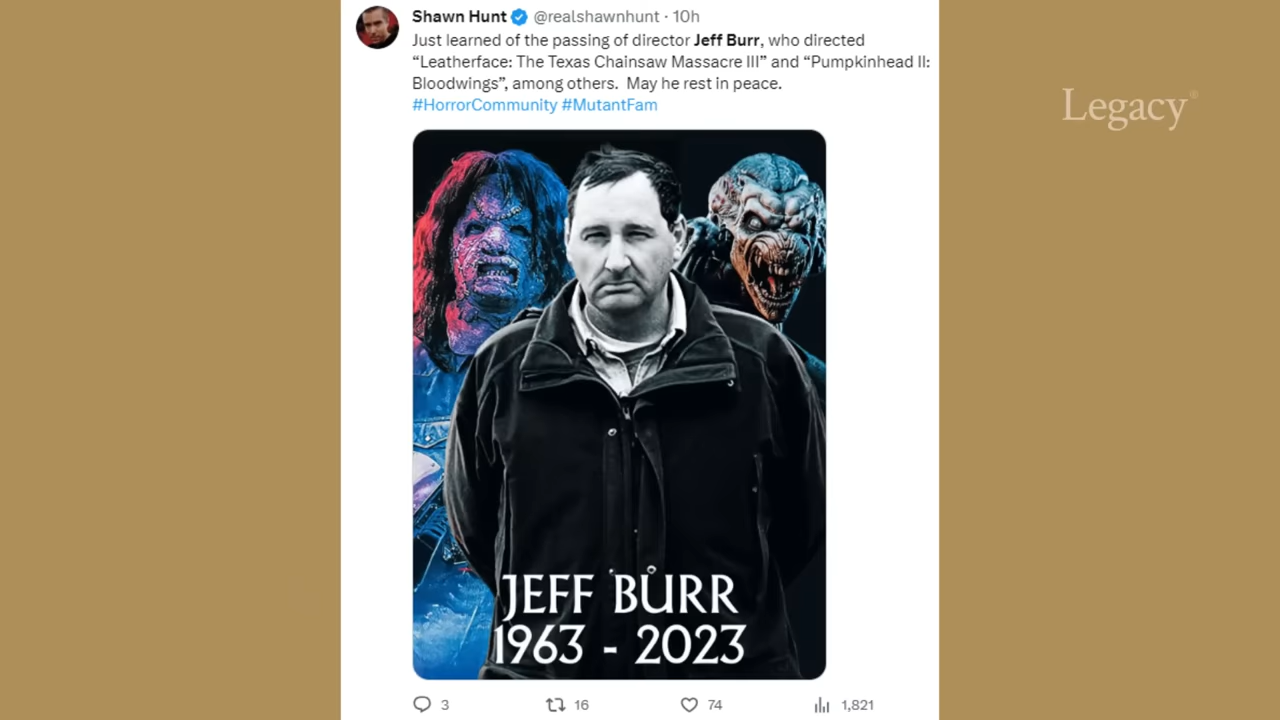 Shawn Hunt @realshawnhunt · 10h
Just learned of the passing of director Jeff Burr, who directed
“Leatherface: The Texas Chainsaw Massacre III” and “Pumpkinhead II:
Bloodwings”, among others.  May he rest in peace.
#HorrorCommunity #MutantFam
Legacy®
JEFF BURR
1963 - 2023
3 16 74 1,821